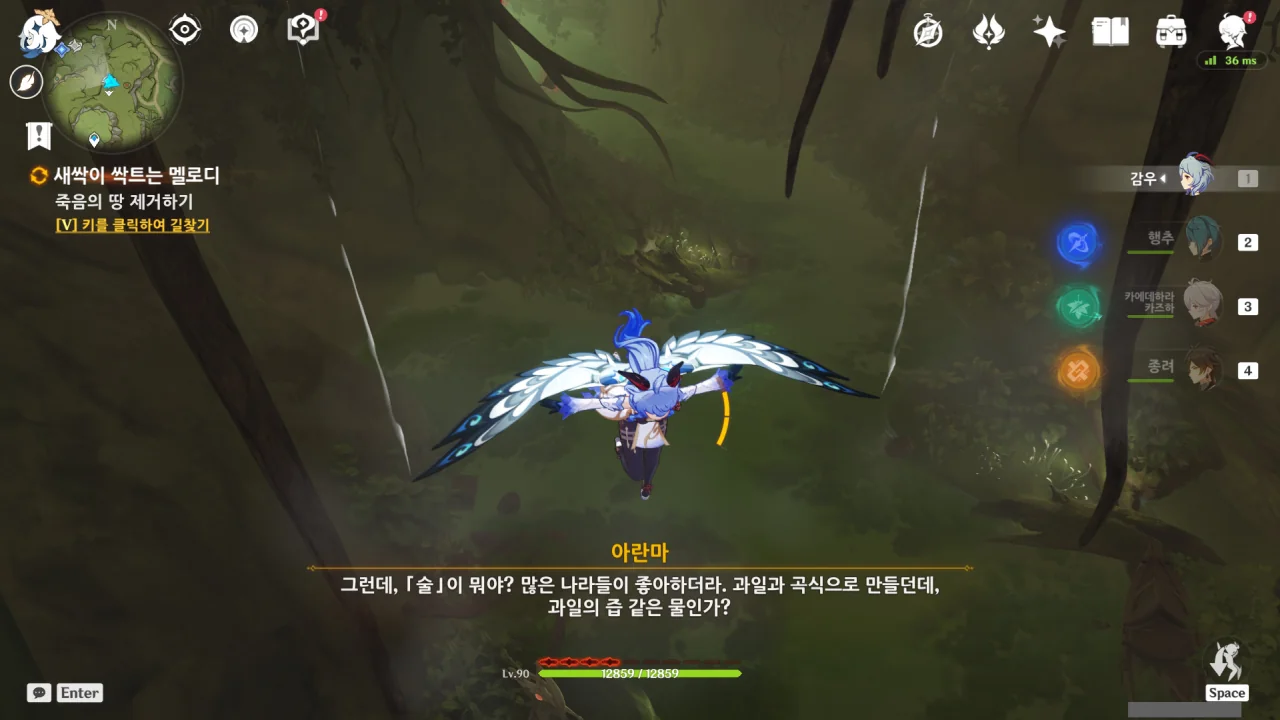 N
36 ms
새싹이 싹트는 멜로디
죽음의 땅 제거하기
[V] 키를 클릭하여 길찾기
감우
1
행추
2
카에데하라
카즈하
3
종려
4
아란마
그런데, 「술」이 뭐야? 많은 나라들이 좋아하더라. 과일과 곡식으로 만들던데,
과일의 즙 같은 물인가?
Lv.90
12859 / 12859
Enter
Space